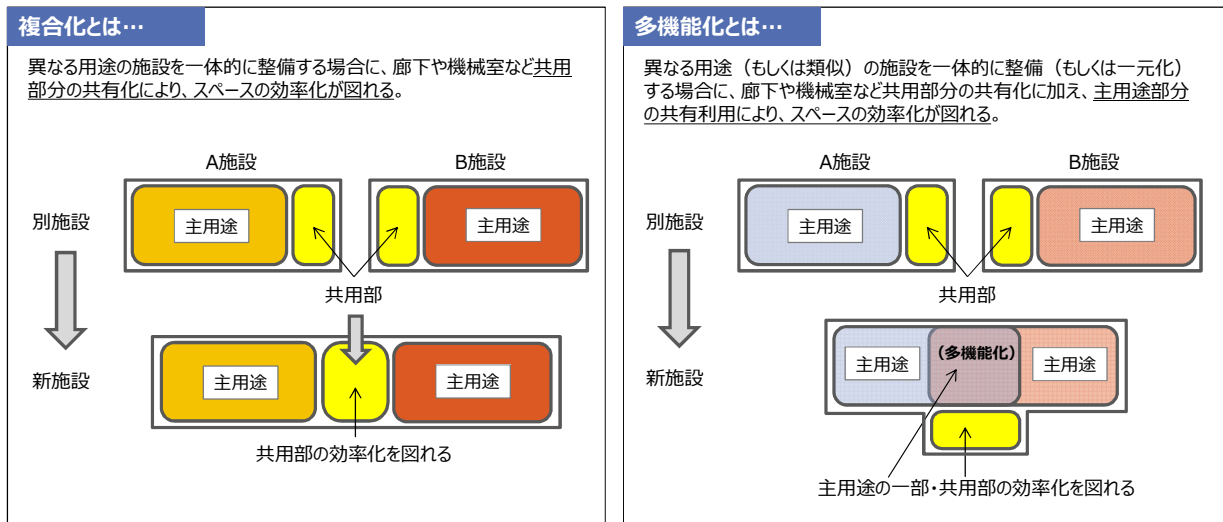 複合化とは…
異なる用途の施設を一体的に整備する場合に、廊下や機械室など共用
部分の共有化により、スペースの効率化が図れる。
A施設
B施設
別施設
主用途
主用途
共用部
新施設
主用途
主用途
共用部の効率化を図れる
多機能化とは…
異なる用途（もしくは類似）の施設を一体的に整備（もしくは一元化）
する場合に、廊下や機械室など共用部分の共有化に加え、主用途部分
の共有利用により、スペースの効率化が図れる。
A施設
B施設
別施設
主用途
主用途
共用部
新施設
主用途
（多機能化）
主用途
主用途の一部・共用部の効率化を図れる